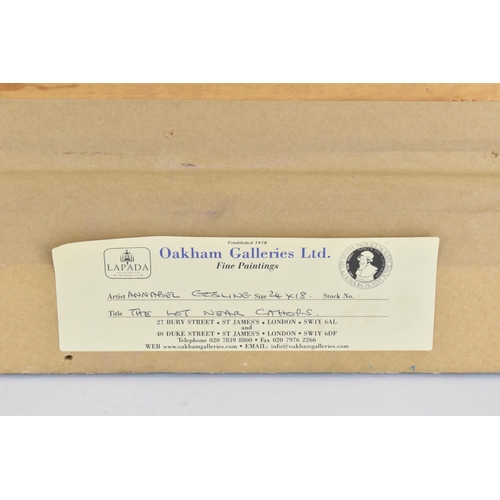 Established 1978
LAPADA
Oakham Galleries Ltd.
Fine Paintings
Artist ANNABEL GOSLING Size 24 x 18. Stock No.
Title THE LOT NEAR CAHORS.
27 BURY STREET • ST JAMES'S • LONDON • SW1Y 6AL
and
40 DUKE STREET • ST JAMES'S • LONDON • SW1Y 6DF
Telephone 020 7839 8800 • Fax 020 7976 2266
WEB www.oakhamgalleries.com • EMAIL: info@oakhamgalleries.com